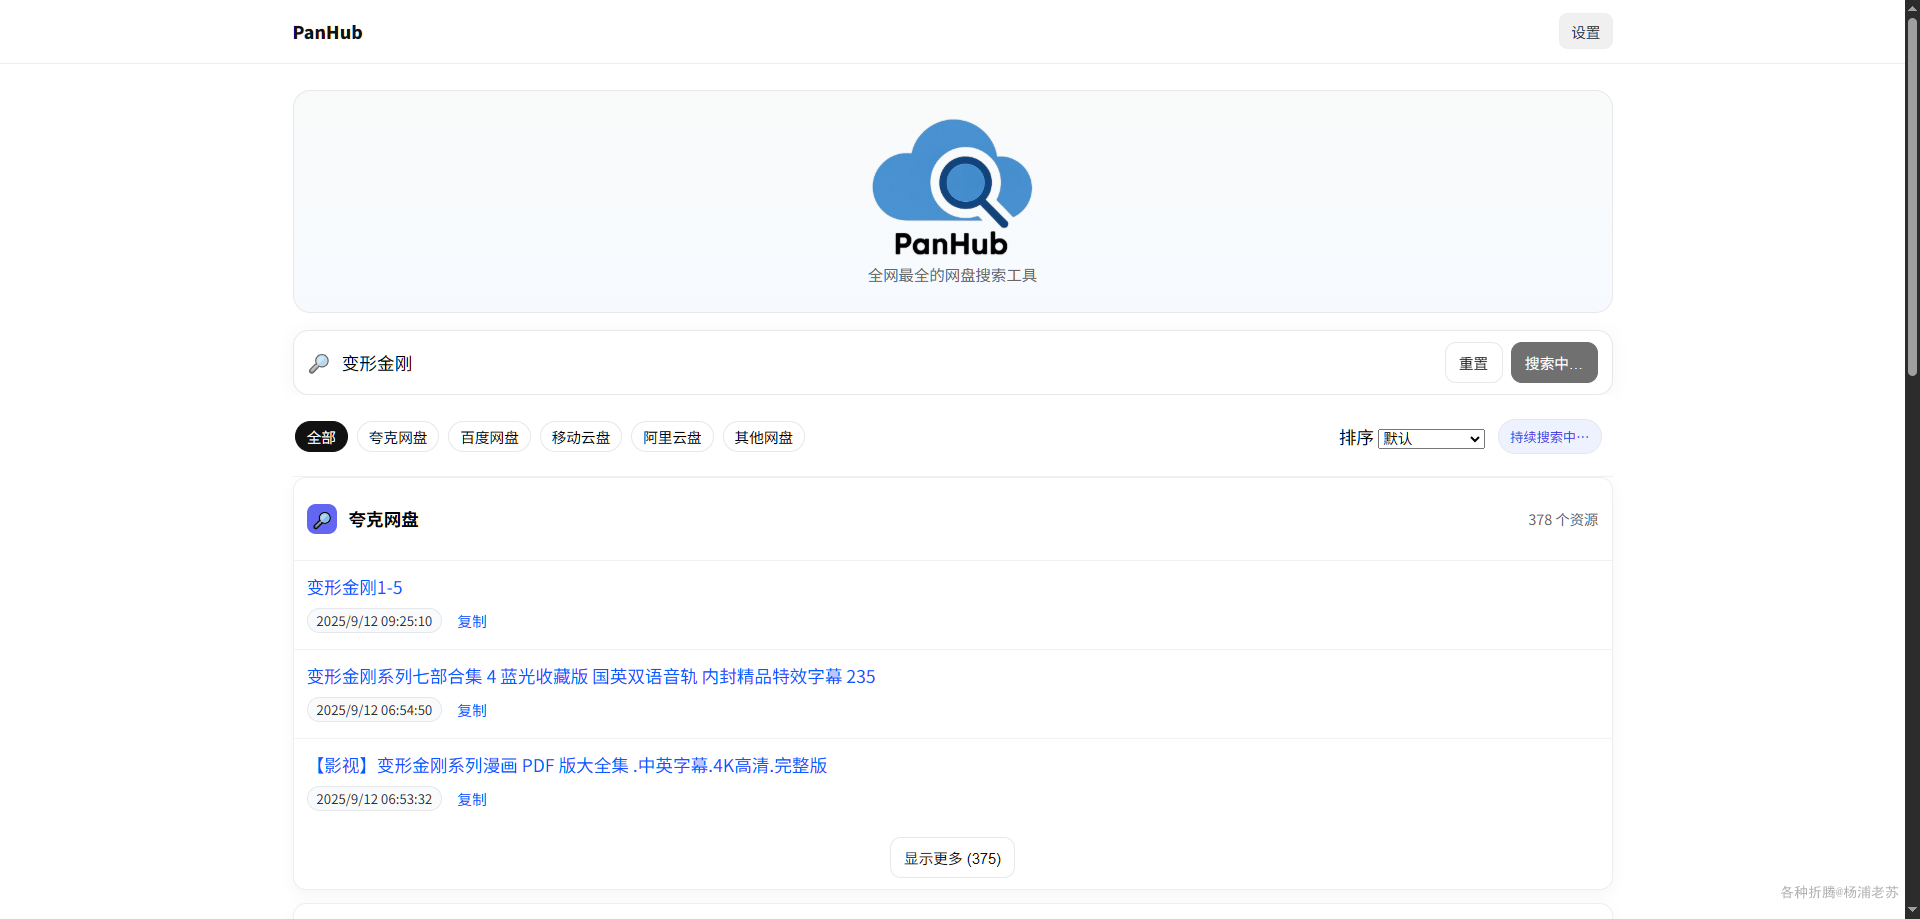 PanHub
设置
PanHub
全网最全的网盘搜索工具
变形金刚
重置
搜索中...
全部
夸克网盘
百度网盘
移动云盘
阿里云盘
其他网盘
排序
默认
持续搜索中…
夸克网盘
378 个资源
变形金刚1-5
2025/9/12 09:25:10
复制
变形金刚系列七部合集 4 蓝光收藏版 国英双语音轨 内封精品特效字幕 235
2025/9/12 06:54:50
复制
【影视】变形金刚系列漫画 PDF 版大全集 .中英字幕.4K高清.完整版
2025/9/12 06:53:32
复制
显示更多 (375)
各种折腾@杨浦老苏